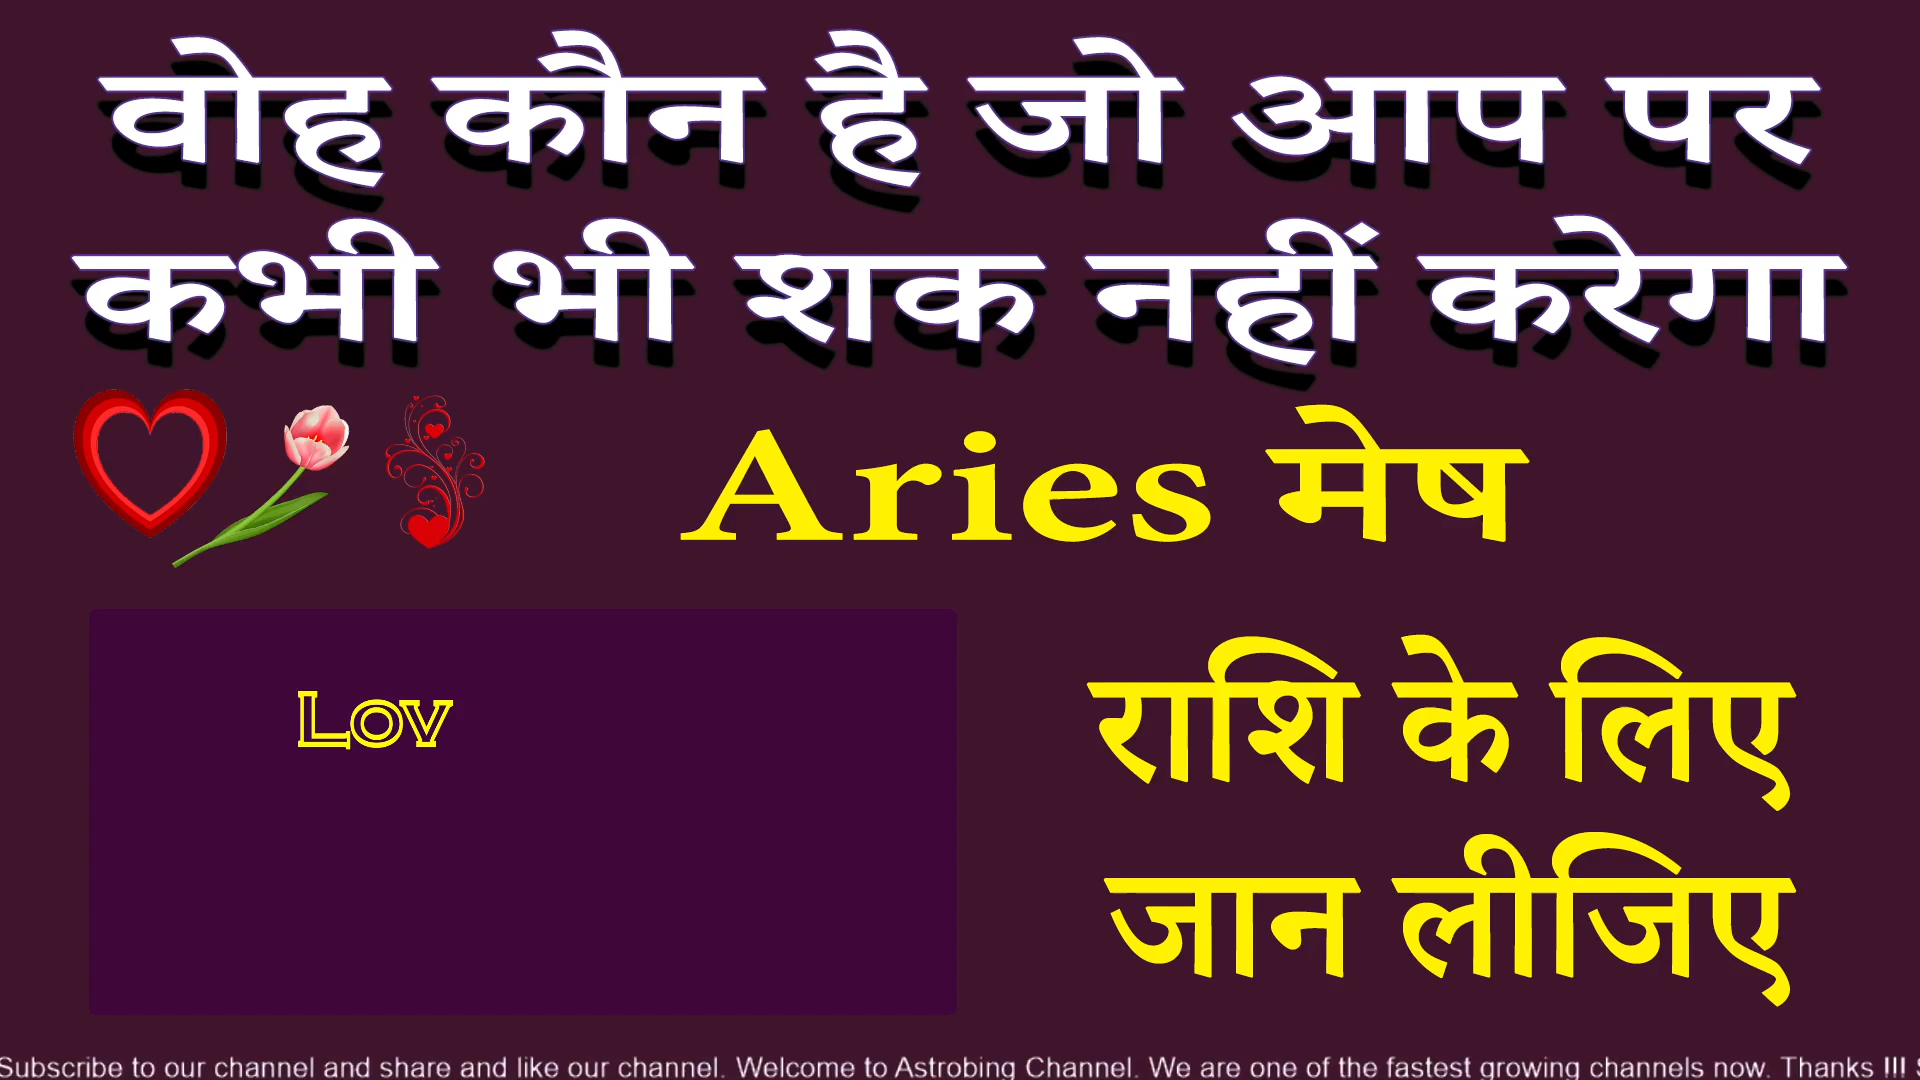 वोह कौन है जो आप पर
कभी भी शक नहीं करेगा
Aries मेष
Lov
राशि के लिए
जान लीजिए
Subscribe to our channel and share and like our channel. Welcome to Astrobing Channel. We are one of the fastest growing channels now. Thanks !!! S